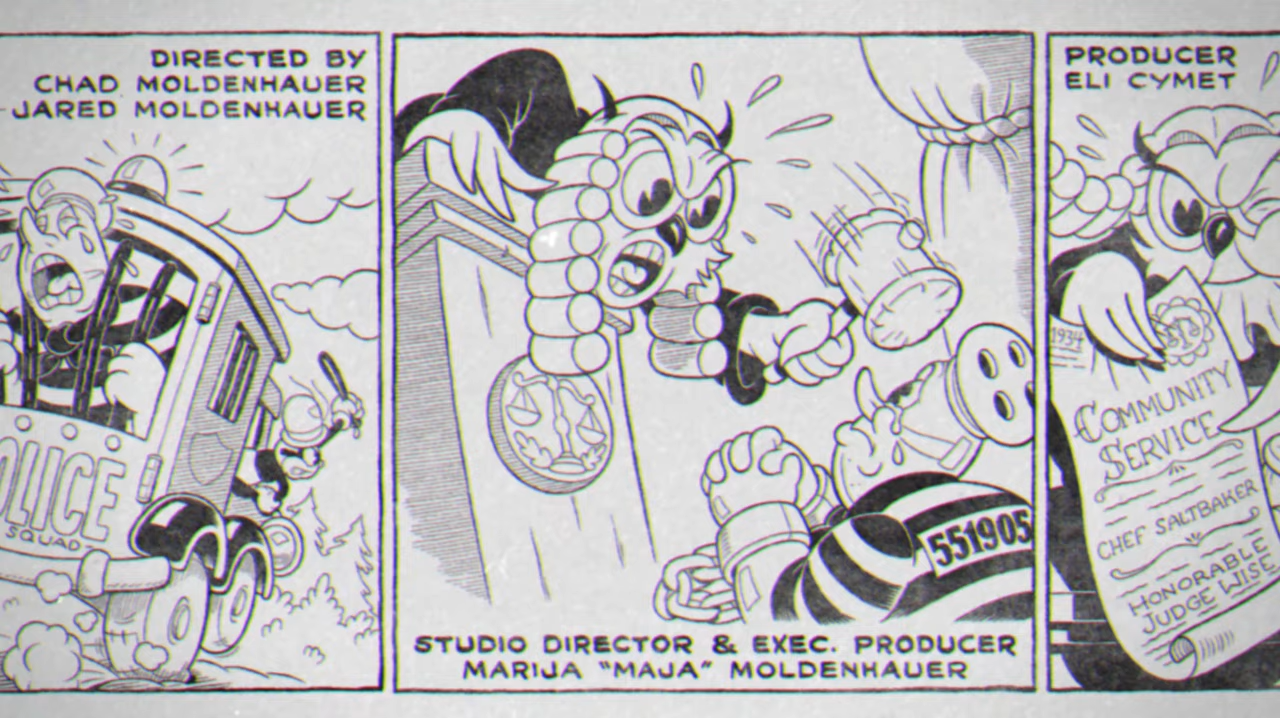 DIRECTED BY
CHAD MOLDENHAUER
JARED MOLDENHAUER
OLICE
SQUAD
551905
STUDIO DIRECTOR & EXEC. PRODUCER
MARIJA "MAJA" MOLDENHAUER
PRODUCER
ELI CYMET
1934
COMMUNITY
SERVICE
CHEF SALTBAKER
HONORABLE
JUDGE WISE